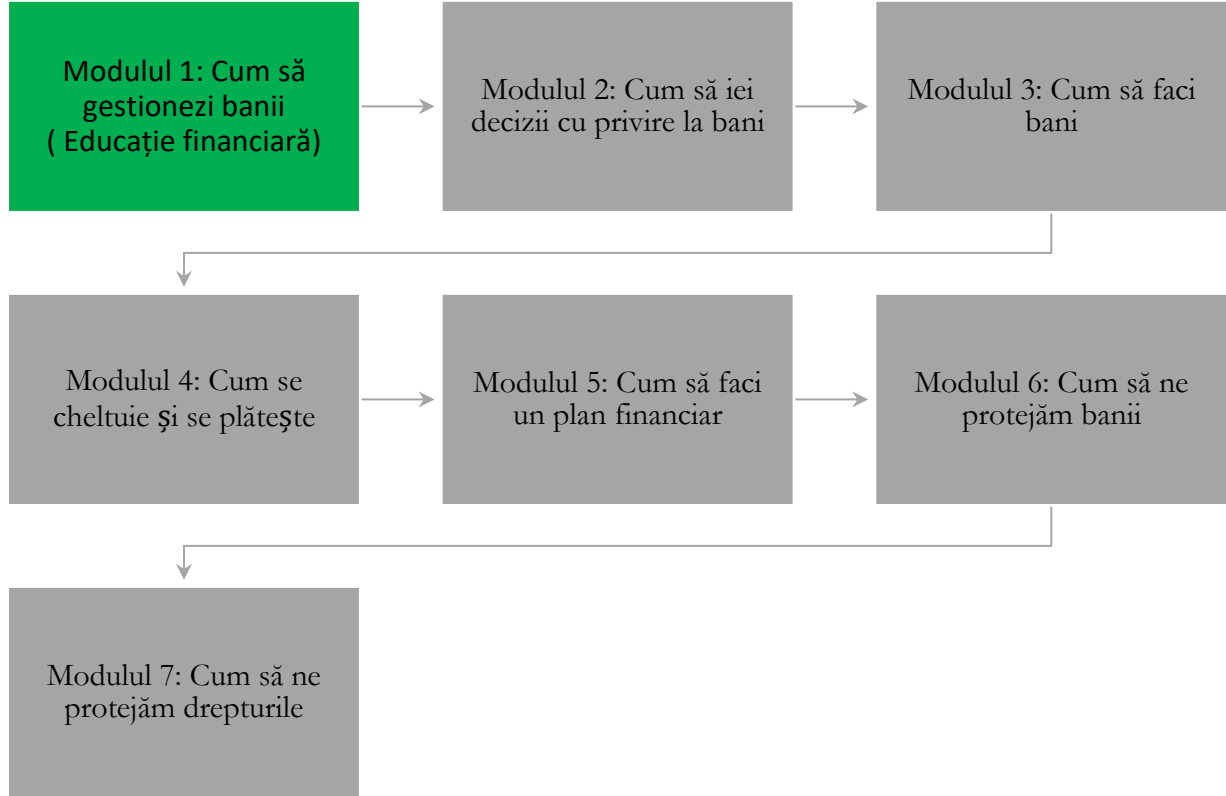 Modulul 1: Cum să
gestionezi banii
( Educație financiară)
Modulul 2: Cum să iei
decizii cu privire la bani
Modulul 3: Cum să faci
bani
Modulul 4: Cum se
cheltuie și se plătește
Modulul 5: Cum să faci
un plan financiar
Modulul 6: Cum să ne
protejăm banii
Modulul 7: Cum să ne
protejăm drepturile